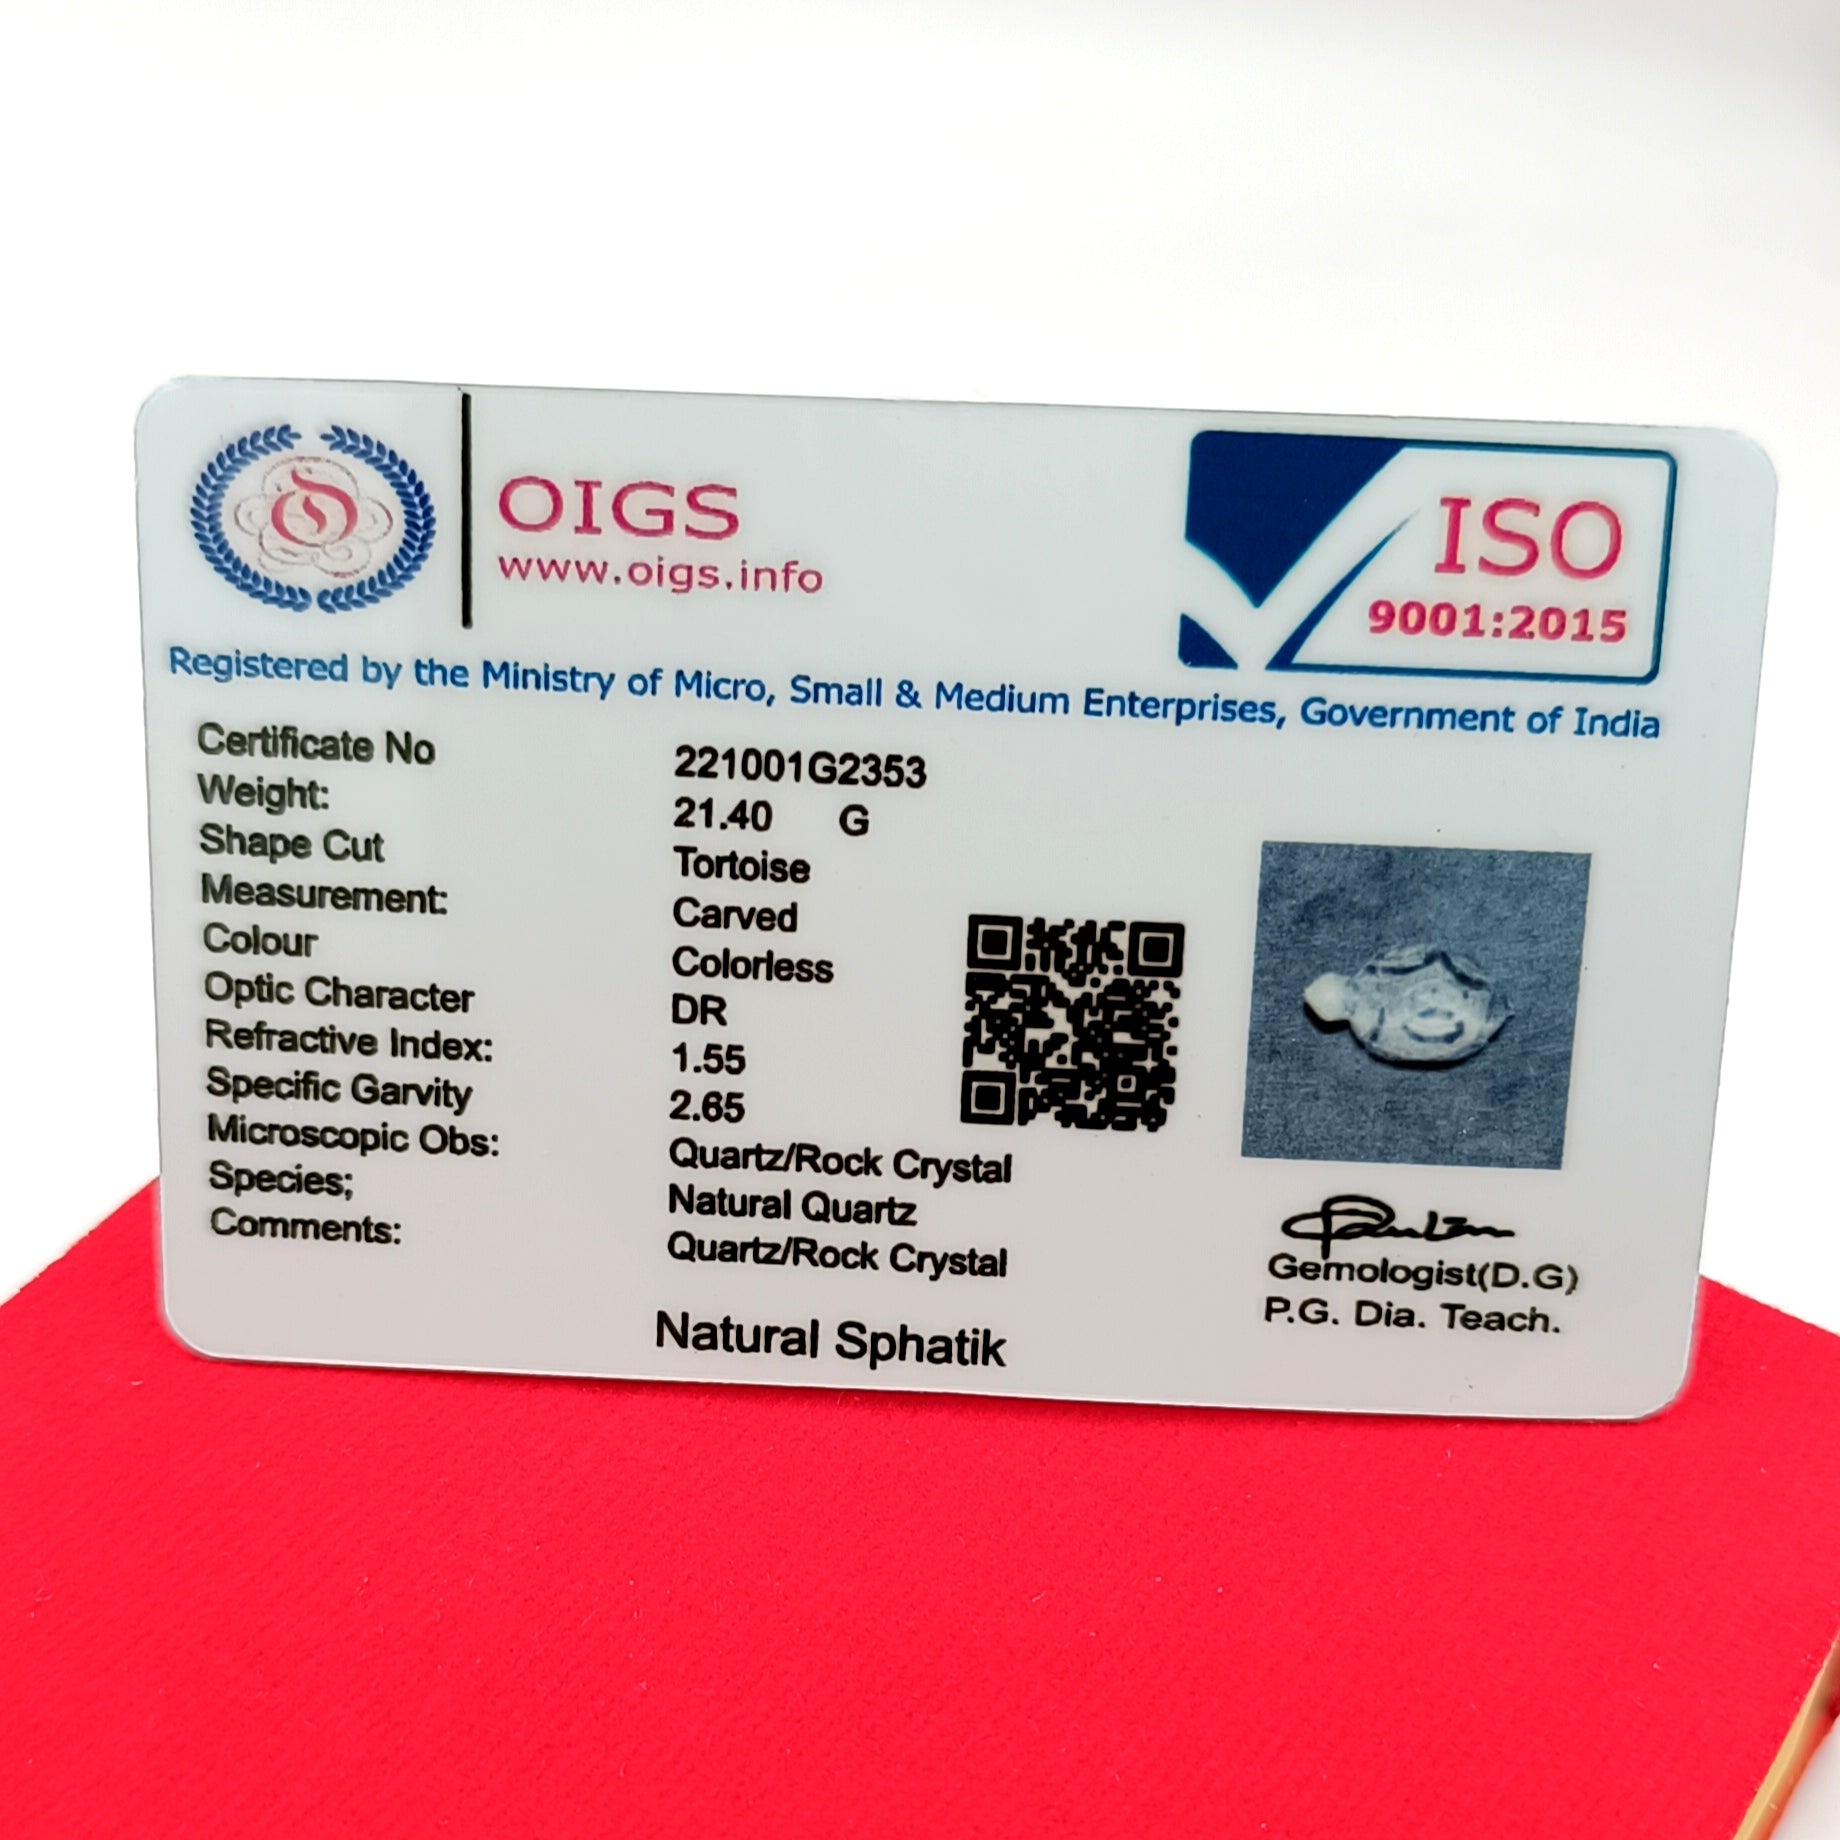 OIGS
www.oigs.info
ISO
9001:2015
Registered by the Ministry of Micro, Small & Medium Enterprises, Government of India
Certificate No 221001G2353
Weight: 21.40 G
Shape Cut Tortoise
Measurement: Carved
Colour Colorless
Optic Character DR
Refractive Index: 1.55
Specific Garvity 2.65
Microscopic Obs: Quartz/Rock Crystal
Species; Natural Quartz
Comments: Quartz/Rock Crystal
Natural Sphatik
Gemologist(D.G)
P.G. Dia. Teach.